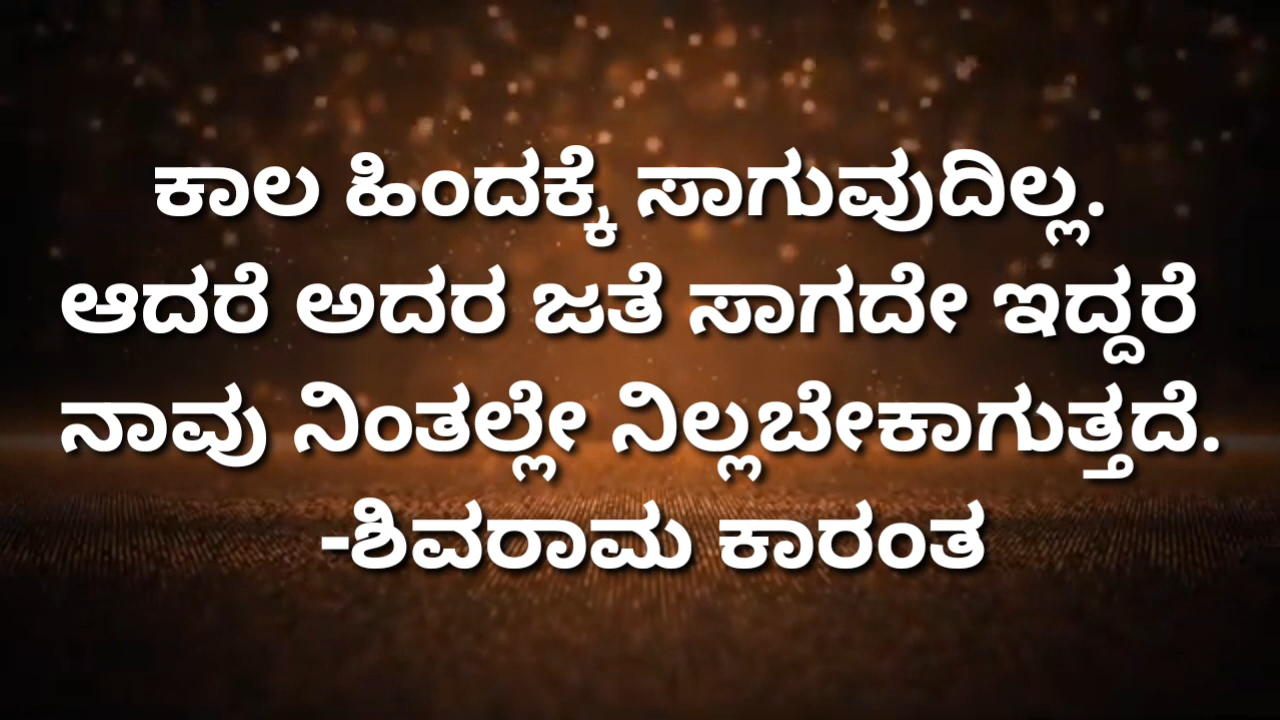 ಕಾಲ ಹಿಂದಕ್ಕೆ ಸಾಗುವುದಿಲ್ಲ.
ಆದರೆ ಅದರ ಜತೆ ಸಾಗದೇ ಇದ್ದರೆ
ನಾವು ನಿಂತಲ್ಲೇ ನಿಲ್ಲಬೇಕಾಗುತ್ತದೆ.
-ಶಿವರಾಮ ಕಾರಂತ